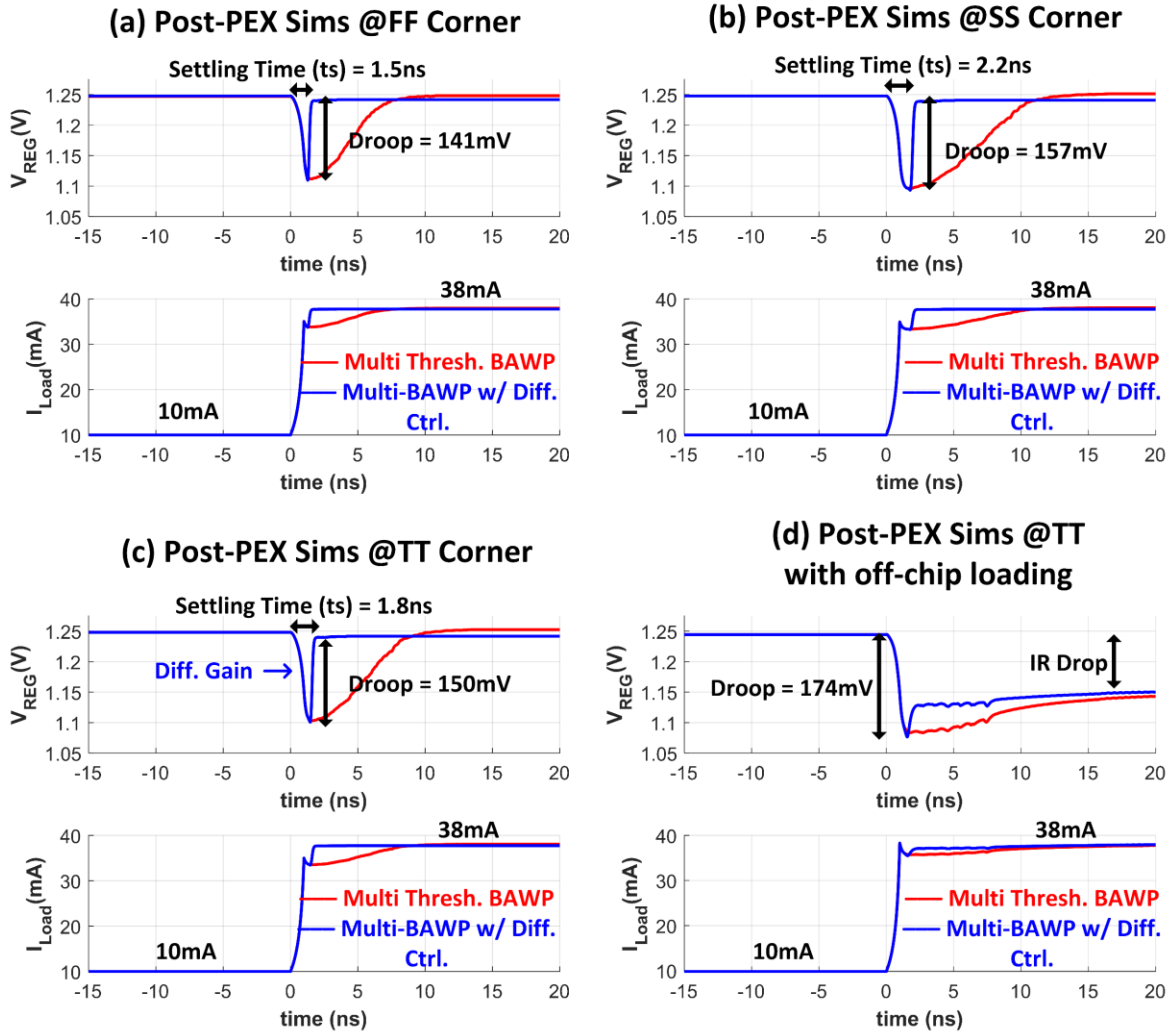 (a) Post-PEX Sims @FF Corner
Settling Time (ts) = 1.5ns
1.25
1.2
1.15
1.1
1.05
V_REG(V)
Droop = 141mV
-15 -10 -5 0 5 10 15 20
time (ns)
38mA
40
30
20
10
I_Load(mA)
Multi Thresh. BAWP
Multi-BAWP w/ Diff.
Ctrl.
10mA
-15 -10 -5 0 5 10 15 20
time (ns)
(b) Post-PEX Sims @SS Corner
Settling Time (ts) = 2.2ns
1.25
1.2
1.15
1.1
1.05
V_REG(V)
Droop = 157mV
-15 -10 -5 0 5 10 15 20
time (ns)
38mA
40
30
20
10
I_Load(mA)
Multi Thresh. BAWP
Multi-BAWP w/ Diff.
Ctrl.
10mA
-15 -10 -5 0 5 10 15 20
time (ns)
(c) Post-PEX Sims @TT Corner
Settling Time (ts) = 1.8ns
1.25
1.2
1.15
1.1
1.05
V_REG(V)
Diff. Gain
Droop = 150mV
-15 -10 -5 0 5 10 15 20
time (ns)
38mA
40
30
20
10
I_Load(mA)
Multi Thresh. BAWP
Multi-BAWP w/ Diff.
Ctrl.
10mA
-15 -10 -5 0 5 10 15 20
time (ns)
(d) Post-PEX Sims @TT
with off-chip loading
1.25
1.2
1.15
1.1
1.05
V_REG(V)
IR Drop
Droop = 174mV
-15 -10 -5 0 5 10 15 20
time (ns)
38mA
40
30
20
10
I_Load(mA)
Multi Thresh. BAWP
Multi-BAWP w/ Diff.
Ctrl.
10mA
-15 -10 -5 0 5 10 15 20
time (ns)